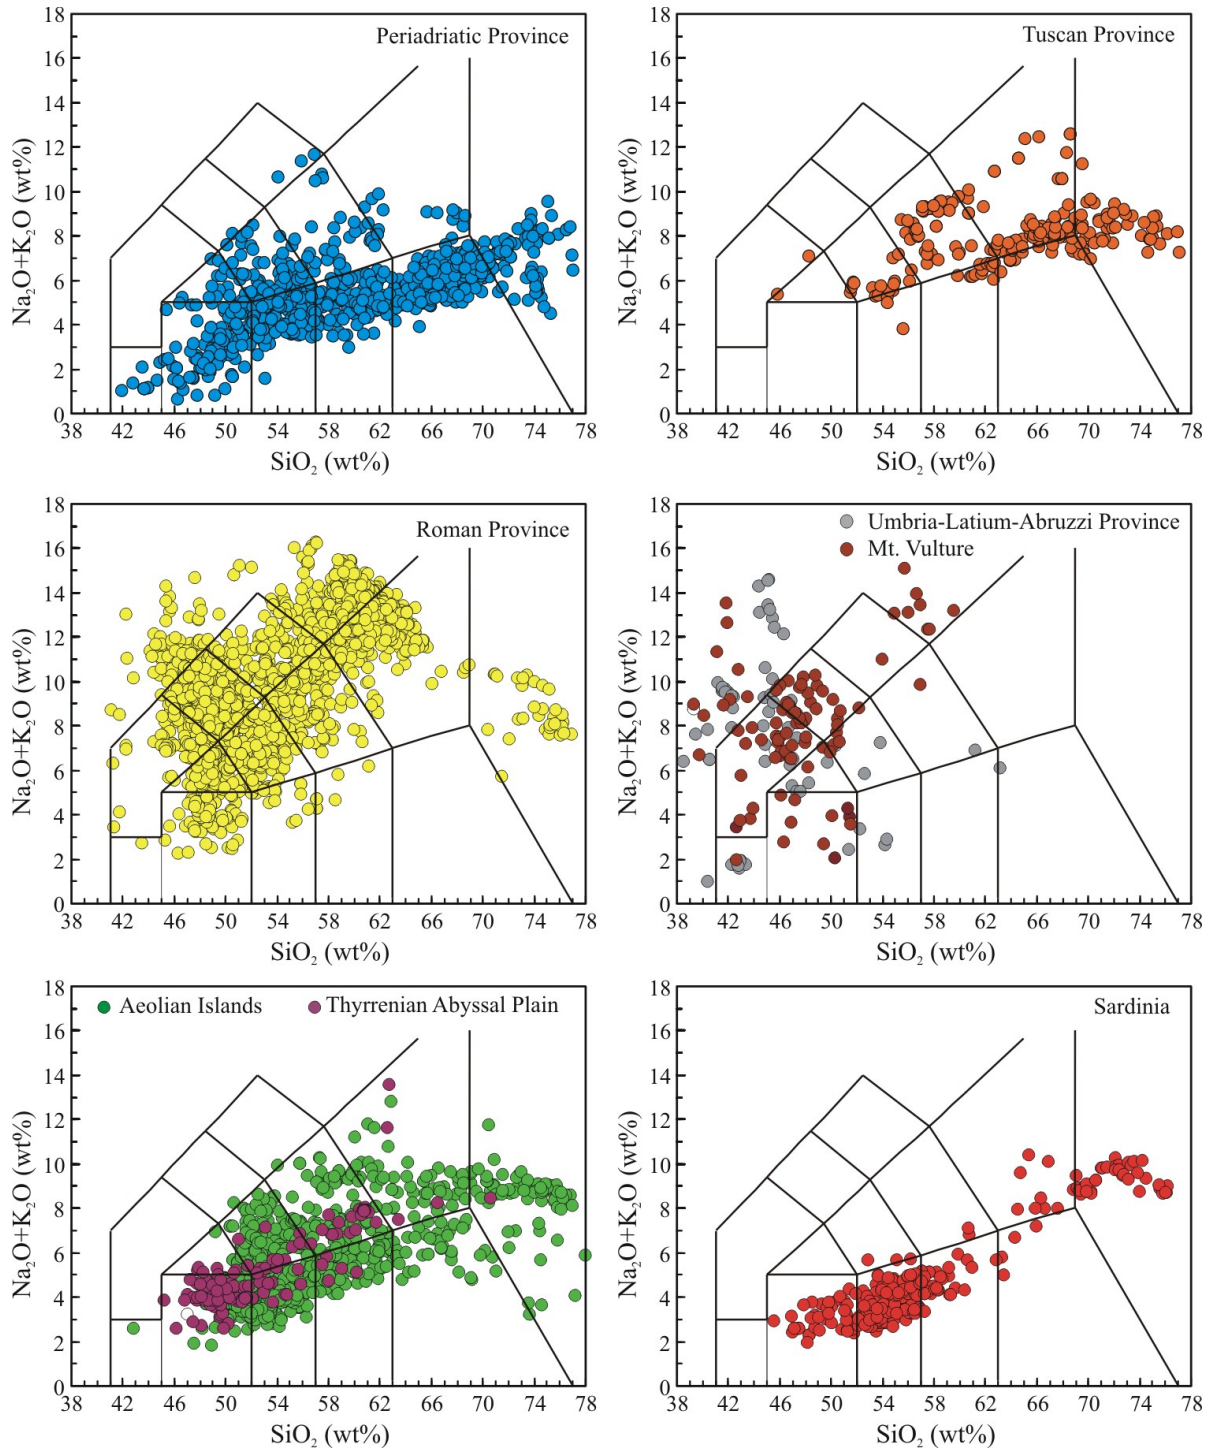 18
16
14
12
10
8
6
4
2
0
Na₂O+K₂O (wt%)
Periadriatic Province
38 42 46 50 54 58 62 66 70 74 78
SiO₂ (wt%)
18
16
14
12
10
8
6
4
2
0
Na₂O+K₂O (wt%)
Tuscan Province
38 42 46 50 54 58 62 66 70 74 78
SiO₂ (wt%)
18
16
14
12
10
8
6
4
2
0
Na₂O+K₂O (wt%)
Roman Province
38 42 46 50 54 58 62 66 70 74 78
SiO₂ (wt%)
18
16
14
12
10
8
6
4
2
0
Na₂O+K₂O (wt%)
Umbria-Latium-Abruzzi Province
Mt. Vulture
38 42 46 50 54 58 62 66 70 74 78
SiO₂ (wt%)
18
16
14
12
10
8
6
4
2
0
Na₂O+K₂O (wt%)
Aeolian Islands Thyrrenian Abyssal Plain
38 42 46 50 54 58 62 66 70 74 78
SiO₂ (wt%)
18
16
14
12
10
8
6
4
2
0
Na₂O+K₂O (wt%)
Sardinia
38 42 46 50 54 58 62 66 70 74 78
SiO₂ (wt%)